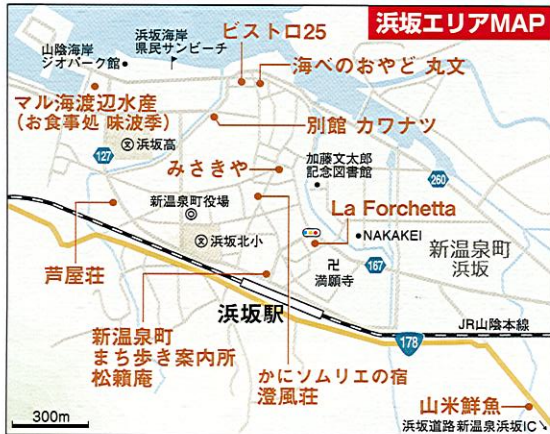 浜坂エリアMAP
ビストロ25
浜坂海岸
県民サンビーチ
山陰海岸
ジオパーク館
海べのおやど 丸文
マル海渡辺水産
（お食事処 味波季）
別館 カワナツ
文 浜坂高
127
みさきや
加藤文太郎
記念図書館
260
新温泉町役場
La Forchetta
文 浜坂北小
NAKAKEI
新温泉町
浜坂
芦屋荘
卍
満願寺
167
浜坂駅
JR山陰本線
新温泉町
まち歩き案内所
松籟庵
かにソムリエの宿
澄風荘
178
山米鮮魚
300m
浜坂道路新温泉浜坂IC